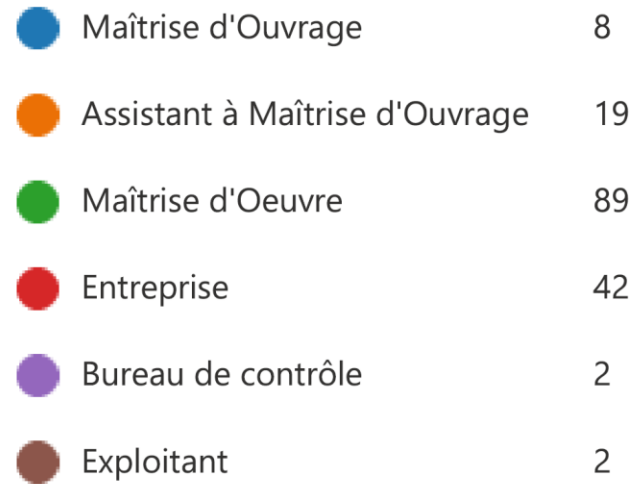 Maîtrise d'Ouvrage 8
Assistant à Maîtrise d'Ouvrage 19
Maîtrise d'Oeuvre 89
Entreprise 42
Bureau de contrôle 2
Exploitant 2